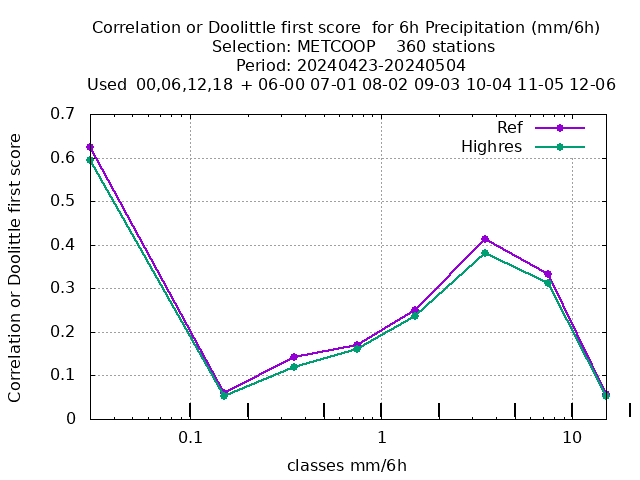 Correlation or Doolittle first score  for 6h Precipitation (mm/6h)
Selection: METCOOP    360 stations
Period: 20240423-20240504
Used  00,06,12,18  + 06-00 07-01 08-02 09-03 10-04 11-05 12-06
Correlation or Doolittle first score
0.7
0.6
0.5
0.4
0.3
0.2
0.1
0
Ref
Highres
0.1
1
10
classes mm/6h